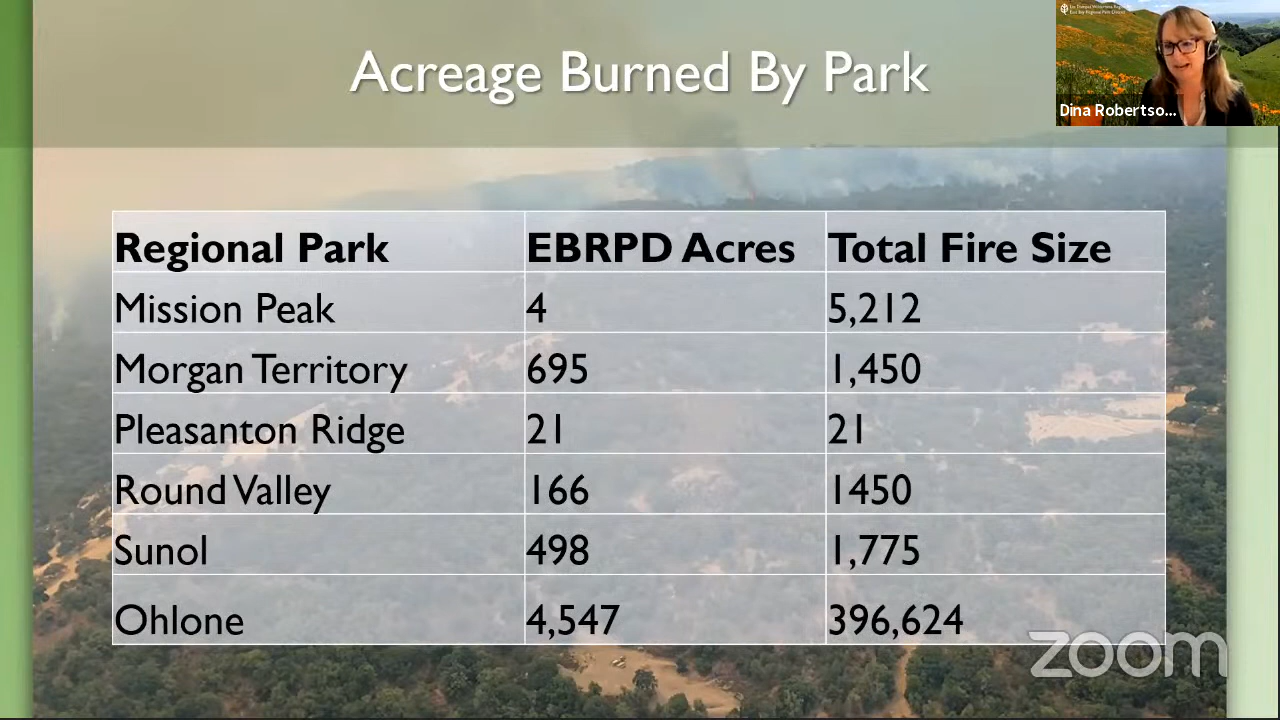 Acreage Burned By Park
Dina Robertso...
Regional Park EBRPD Acres Total Fire Size
Mission Peak 4 5,212
Morgan Territory 695 1,450
Pleasanton Ridge 21 21
Round Valley 166 1450
Sunol 498 1,775
Ohlone 4,547 396,624
zoom